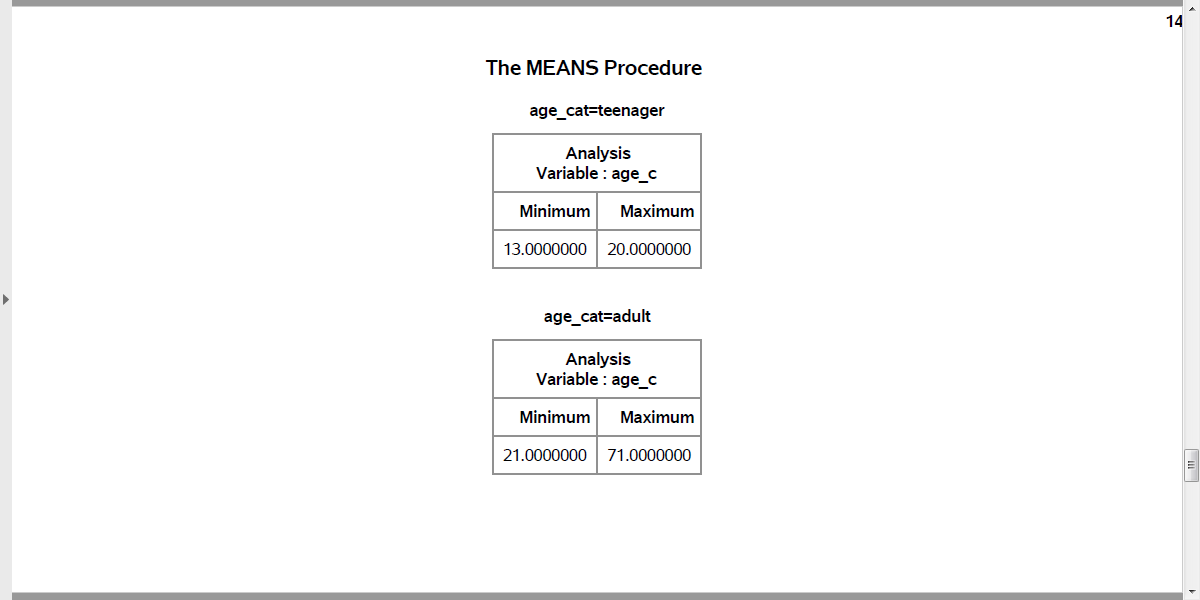 14
The MEANS Procedure
age_cat=teenager
Analysis
Variable : age_c
Minimum Maximum
13.0000000 20.0000000
age_cat=adult
Analysis
Variable : age_c
Minimum Maximum
21.0000000 71.0000000